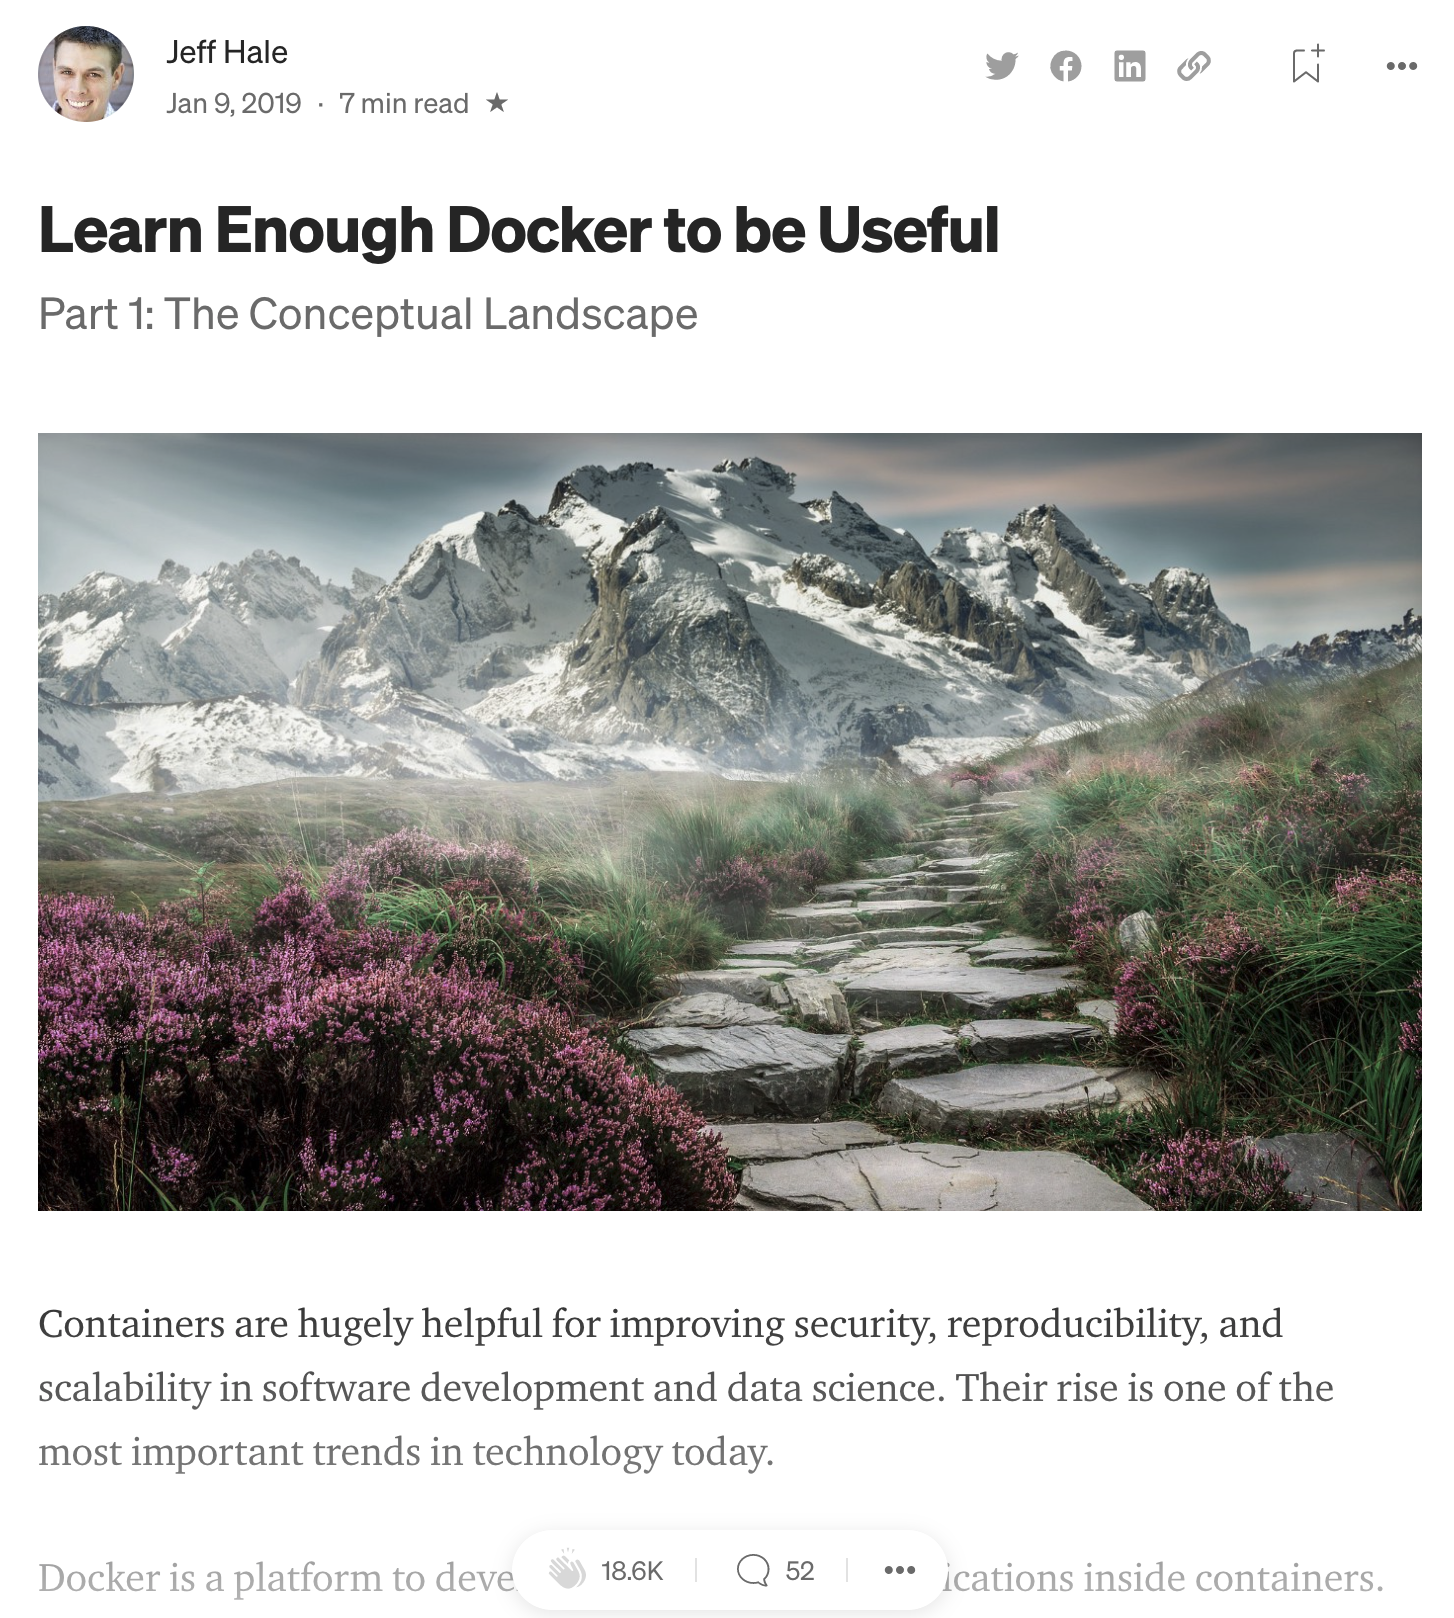 Jeff Hale
Jan 9, 2019 · 7 min read ★
Learn Enough Docker to be Useful
Part 1: The Conceptual Landscape
Containers are hugely helpful for improving security, reproducibility, and
scalability in software development and data science. Their rise is one of the
most important trends in technology today.
Docker is a platform to deve
ications inside containers.
18.6K
52